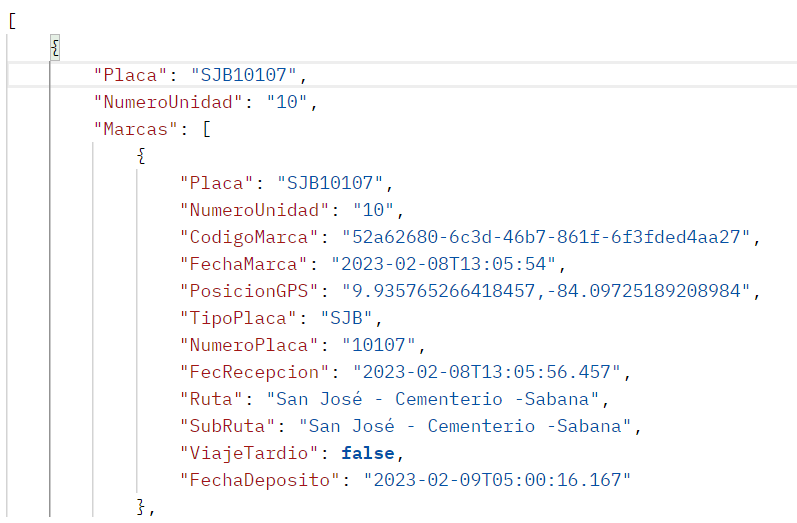 [
{
"Placa": "SJB10107",
"NumeroUnidad": "10",
"Marcas": [
{
"Placa": "SJB10107",
"NumeroUnidad": "10",
"CodigoMarca": "52a62680-6c3d-46b7-861f-6f3fded4aa27",
"FechaMarca": "2023-02-08T13:05:54",
"PosicionGPS": "9.935765266418457,-84.09725189208984",
"TipoPlaca": "SJB",
"NumeroPlaca": "10107",
"FecRecepcion": "2023-02-08T13:05:56.457",
"Ruta": "San José - Cementerio -Sabana",
"SubRuta": "San José - Cementerio -Sabana",
"ViajeTardio": false,
"FechaDeposito": "2023-02-09T05:00:16.167"
},